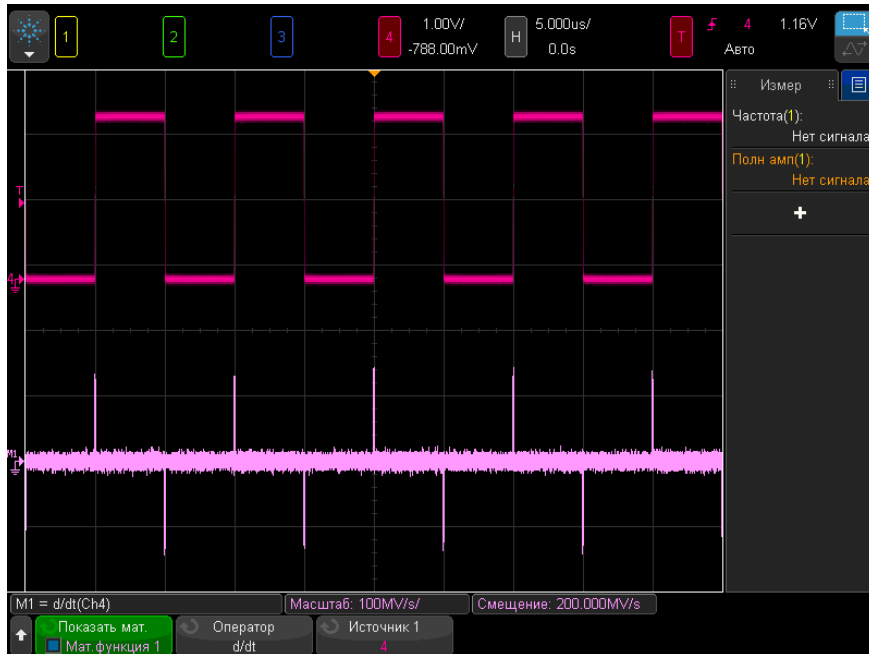 1 2 3 4 1.00V/ H 5.000us/ T 4 1.16V
-788.00mV 0.0s Авто
Измер
Частота(1):
Нет сигнала
Полн амп(1):
Нет сигнала
+
T
4
M1
M1 = d/dt(Ch4) Масштаб: 100MV/s/ Смещение: 200.000MV/s
Показать мат. Оператор Источник 1
Мат.функция 1 d/dt 4